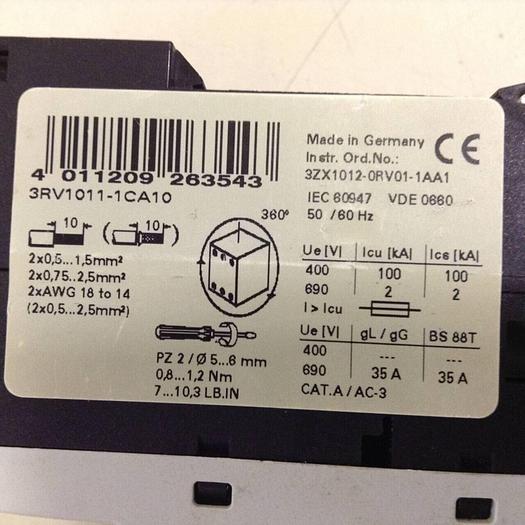 4 011209 263543
3RV1011-1CA10
Made in Germany
Instr. Ord.No.:
3ZX1012-0RV01-1AA1
CE
IEC 60947 VDE 0660
50 / 60 Hz
10 ( 10 )
360°
2x0,5...1,5mm²
2x0,75...2,5mm²
2xAWG 18 to 14
(2x0,5...2,5mm²)
PZ 2 / Ø 5...6 mm
0,8...1,2 Nm
7...10,3 LB.IN
Ue [V] Icu [kA] Ics [kA]
400 100 100
690 2 2
I > Icu
Ue [V] gL / gG BS 88T
400 --- ---
690 35 A 35 A
CAT.A / AC-3